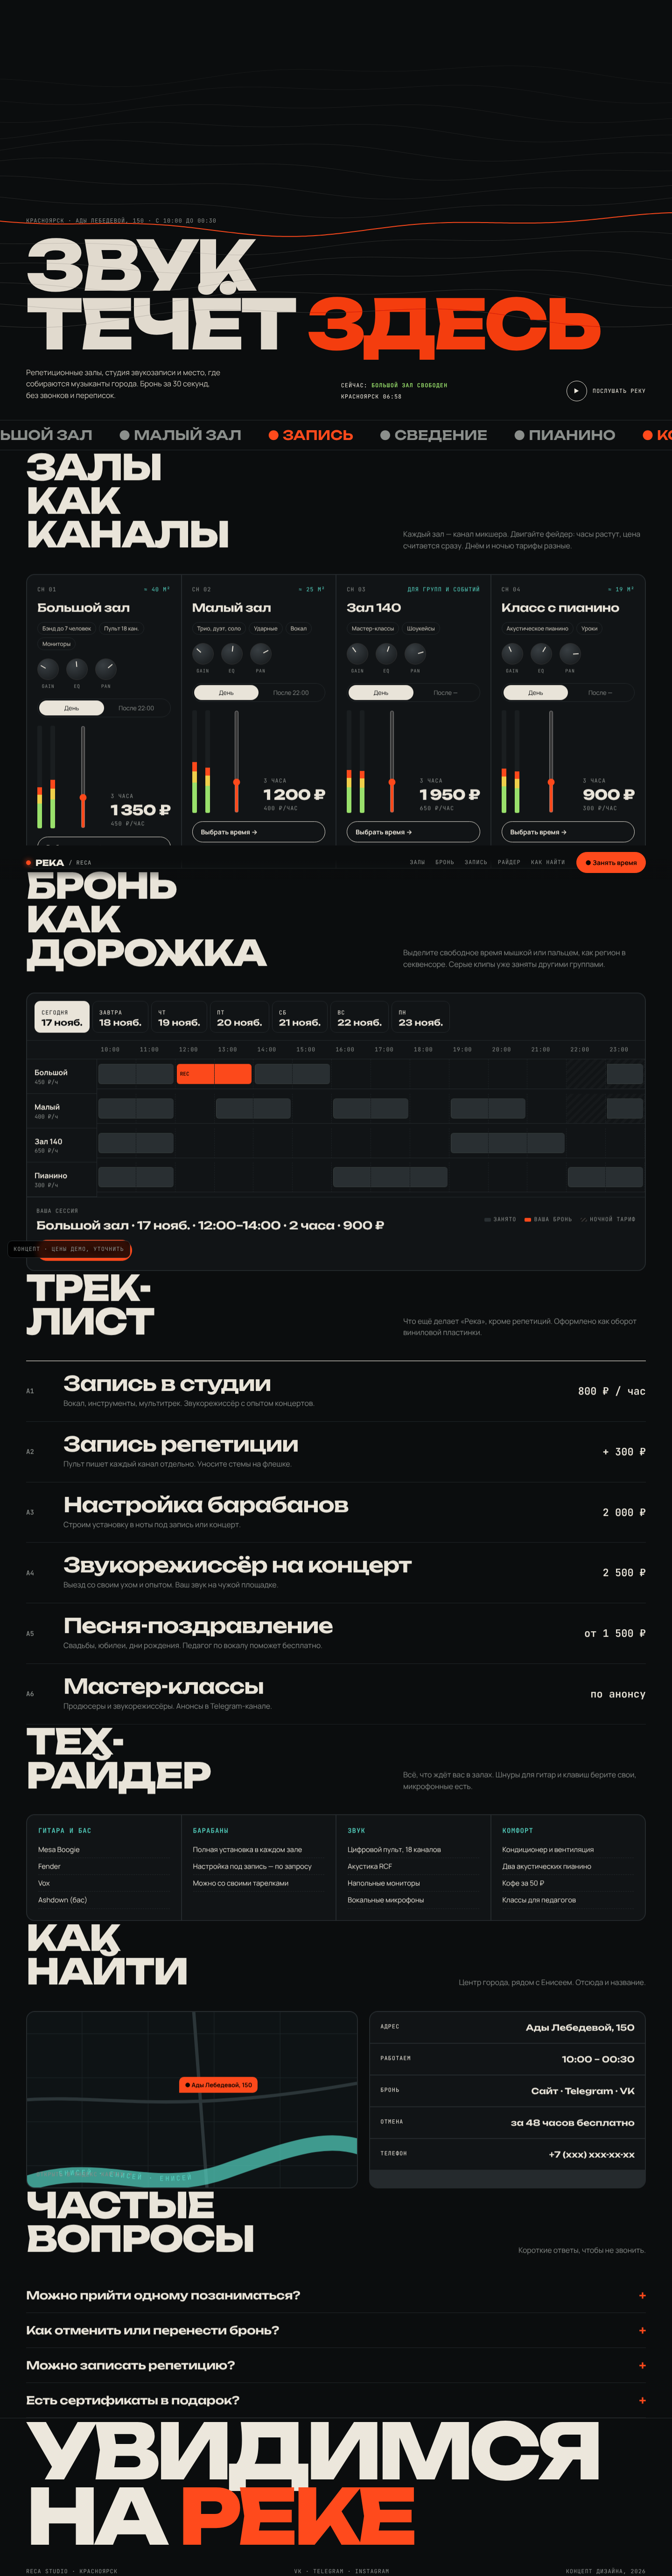 КРАСНОЯРСК · АДЫ ЛЕБЕДЕВОЙ, 150 · С 10:00 ДО 00:30
ЗВУК
ТЕЧЁТ ЗДЕСЬ
Репетиционные залы, студия звукозаписи и место, где
собираются музыканты города. Бронь за 30 секунд,
без звонков и переписок.
СЕЙЧАС: БОЛЬШОЙ ЗАЛ СВОБОДЕН
КРАСНОЯРСК 06:58
ПОСЛУШАТЬ РЕКУ
ЬШОЙ ЗАЛ ● МАЛЫЙ ЗАЛ ● ЗАПИСЬ ● СВЕДЕНИЕ ● ПИАНИНО ● КО
ЗАЛЫ
КАК
КАНАЛЫ
Каждый зал — канал микшера. Двигайте фейдер: часы растут, цена
считается сразу. Днём и ночью тарифы разные.
CH 01 ≈ 40 М²
Большой зал
Бэнд до 7 человек Пульт 18 кан.
Мониторы
GAIN EQ PAN
День После 22:00
3 ЧАСА
1 350 ₽
450 ₽/ЧАС
CH 02 ≈ 25 М²
Малый зал
Трио, дуэт, соло Ударные Вокал
GAIN EQ PAN
День После 22:00
3 ЧАСА
1 200 ₽
400 ₽/ЧАС
Выбрать время →
CH 03 ДЛЯ ГРУПП И СОБЫТИЙ
Зал 140
Мастер-классы Шоукейсы
GAIN EQ PAN
День После —
3 ЧАСА
1 950 ₽
650 ₽/ЧАС
Выбрать время →
CH 04 ≈ 19 М²
Класс с пианино
Акустическое пианино Уроки
GAIN EQ PAN
День После —
3 ЧАСА
900 ₽
300 ₽/ЧАС
Выбрать время →
РЕКА / RECA
ЗАЛЫ БРОНЬ ЗАПИСЬ РАЙДЕР КАК НАЙТИ
● Занять время
БРОНЬ
КАК
ДОРОЖКА
Выделите свободное время мышкой или пальцем, как регион в
секвенсоре. Серые клипы уже заняты другими группами.
СЕГОДНЯ
17 нояб.
ЗАВТРА
18 нояб.
ЧТ
19 нояб.
ПТ
20 нояб.
СБ
21 нояб.
ВС
22 нояб.
ПН
23 нояб.
10:00 11:00 12:00 13:00 14:00 15:00 16:00 17:00 18:00 19:00 20:00 21:00 22:00 23:00
Большой
450 ₽/ч
REC
Малый
400 ₽/ч
Зал 140
650 ₽/ч
Пианино
300 ₽/ч
ВАША СЕССИЯ
Большой зал · 17 нояб. · 12:00–14:00 · 2 часа · 900 ₽
ЗАНЯТО ВАША БРОНЬ НОЧНОЙ ТАРИФ
КОНЦЕПТ · ЦЕНЫ ДЕМО, УТОЧНИТЬ
ТРЕК-
ЛИСТ
Что ещё делает «Река», кроме репетиций. Оформлено как оборот
виниловой пластинки.
A1 Запись в студии 800 ₽ / час
Вокал, инструменты, мультитрек. Звукорежиссёр с опытом концертов.
A2 Запись репетиции + 300 ₽
Пульт пишет каждый канал отдельно. Уносите стемы на флешке.
A3 Настройка барабанов 2 000 ₽
Строим установку в ноты под запись или концерт.
A4 Звукорежиссёр на концерт 2 500 ₽
Выезд со своим ухом и опытом. Ваш звук на чужой площадке.
A5 Песня-поздравление от 1 500 ₽
Свадьбы, юбилеи, дни рождения. Педагог по вокалу поможет бесплатно.
A6 Мастер-классы по анонсу
Продюсеры и звукорежиссёры. Анонсы в Telegram-канале.
ТЕХ-
РАЙДЕР
Всё, что ждёт вас в залах. Шнуры для гитар и клавиш берите свои,
микрофонные есть.
ГИТАРА И БАС
Mesa Boogie
Fender
Vox
Ashdown (бас)
БАРАБАНЫ
Полная установка в каждом зале
Настройка под запись — по запросу
Можно со своими тарелками
ЗВУК
Цифровой пульт, 18 каналов
Акустика RCF
Напольные мониторы
Вокальные микрофоны
КОМФОРТ
Кондиционер и вентиляция
Два акустических пианино
Кофе за 50 ₽
Классы для педагогов
КАК
НАЙТИ
Центр города, рядом с Енисеем. Отсюда и название.
● Ады Лебедевой, 150
ЕНИСЕЙ — ЕНИСЕЙ — ЕНИСЕЙ
АДРЕС Ады Лебедевой, 150
РАБОТАЕМ 10:00 – 00:30
БРОНЬ Сайт · Telegram · VK
ОТМЕНА за 48 часов бесплатно
ТЕЛЕФОН +7 (xxx) xxx-xx-xx
ЧАСТЫЕ
ВОПРОСЫ
Короткие ответы, чтобы не звонить.
Можно прийти одному позаниматься? +
Как отменить или перенести бронь? +
Можно записать репетицию? +
Есть сертификаты в подарок? +
УВИДИМСЯ
НА РЕКЕ
RECA STUDIO · КРАСНОЯРСК
VK · TELEGRAM · INSTAGRAM
КОНЦЕПТ ДИЗАЙНА, 2026